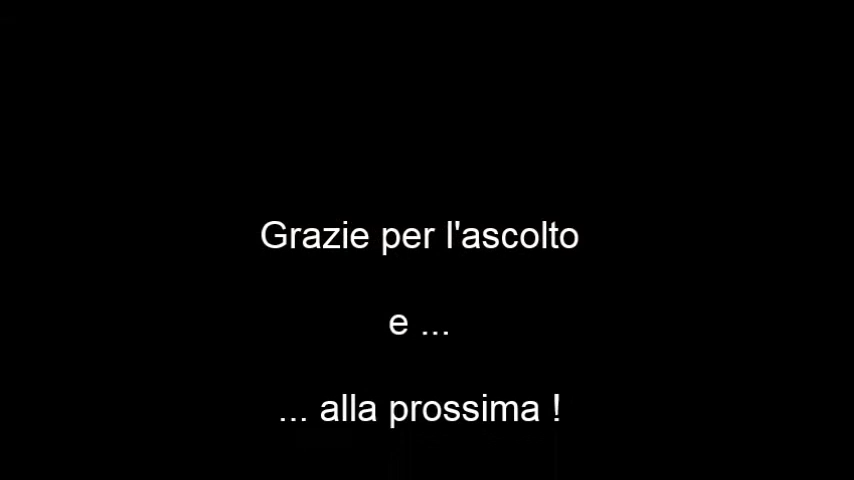 Grazie per l'ascolto
e ...
... alla prossima !